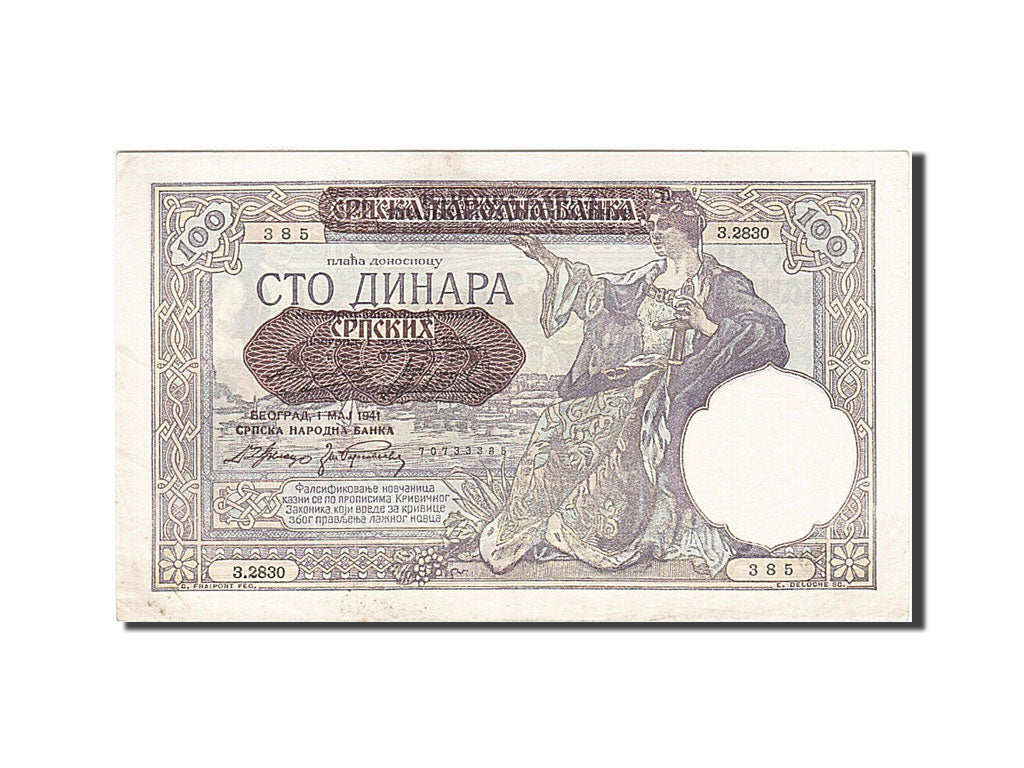 СРПСКА НАРОДНА БАНКА
100
100
385
3.2830
плаћа доносиоцу
СТО ДИНАРА
СРПСКИХ
БЕОГРАД, 1 МАЈ 1941
СРПСКА НАРОДНА БАНКА
70733385
Фалсификовање новчаница
казни се по прописима Кривичног
Законика, који вреде за кривице
због прављења лажног новца
3.2830
385
G. FRAIPONT FEC.
E. DELOCHE SC.